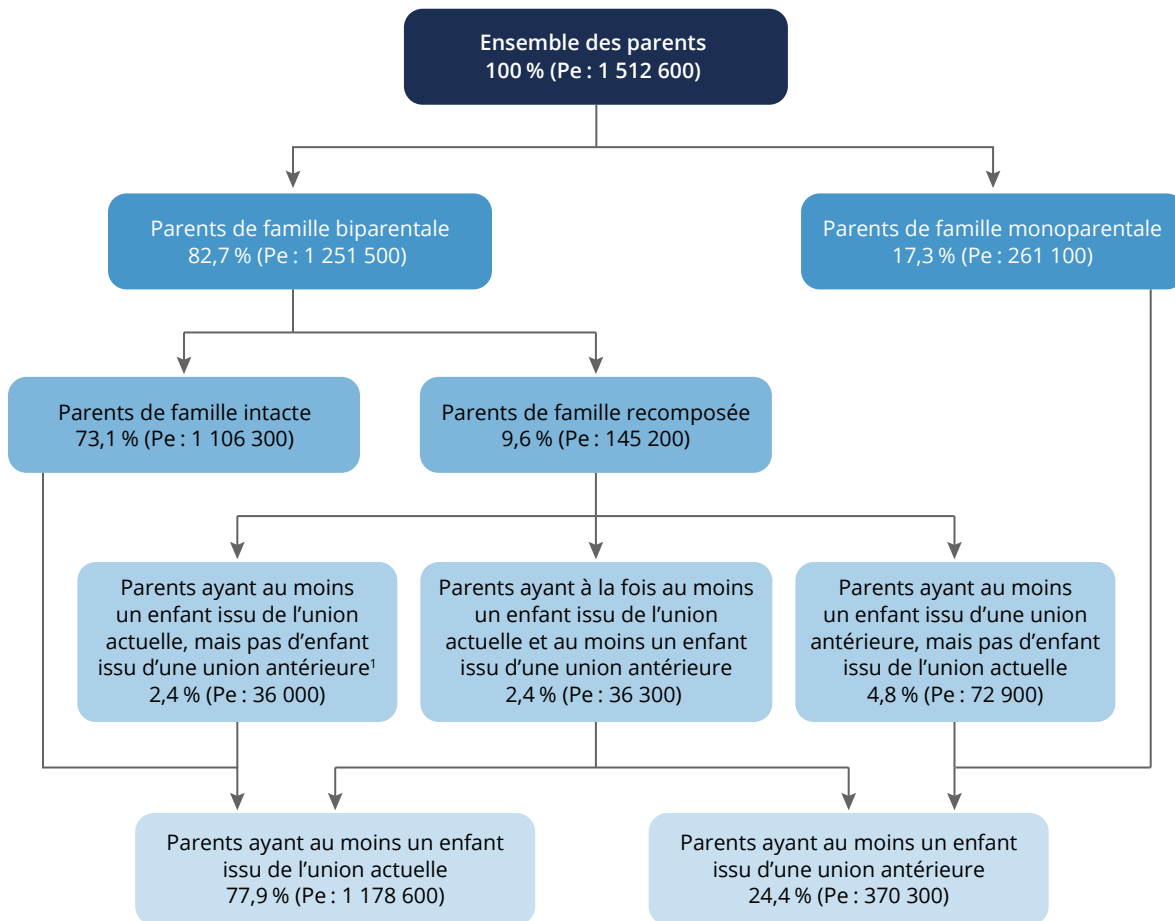 Ensemble des parents
100 % (Pe : 1 512 600)
Parents de famille biparentale
82,7 % (Pe : 1 251 500)
Parents de famille monoparentale
17,3 % (Pe : 261 100)
Parents de famille intacte
73,1 % (Pe : 1 106 300)
Parents de famille recomposée
9,6 % (Pe : 145 200)
Parents ayant au moins
un enfant issu de l’union
actuelle, mais pas d’enfant
issu d’une union antérieure¹
2,4 % (Pe : 36 000)
Parents ayant à la fois au moins
un enfant issu de l’union
actuelle et au moins un enfant
issu d’une union antérieure
2,4 % (Pe : 36 300)
Parents ayant au moins
un enfant issu d’une union
antérieure, mais pas d’enfant
issu de l’union actuelle
4,8 % (Pe : 72 900)
Parents ayant au moins un enfant
issu de l’union actuelle
77,9 % (Pe : 1 178 600)
Parents ayant au moins un enfant
issu d’une union antérieure
24,4 % (Pe : 370 300)